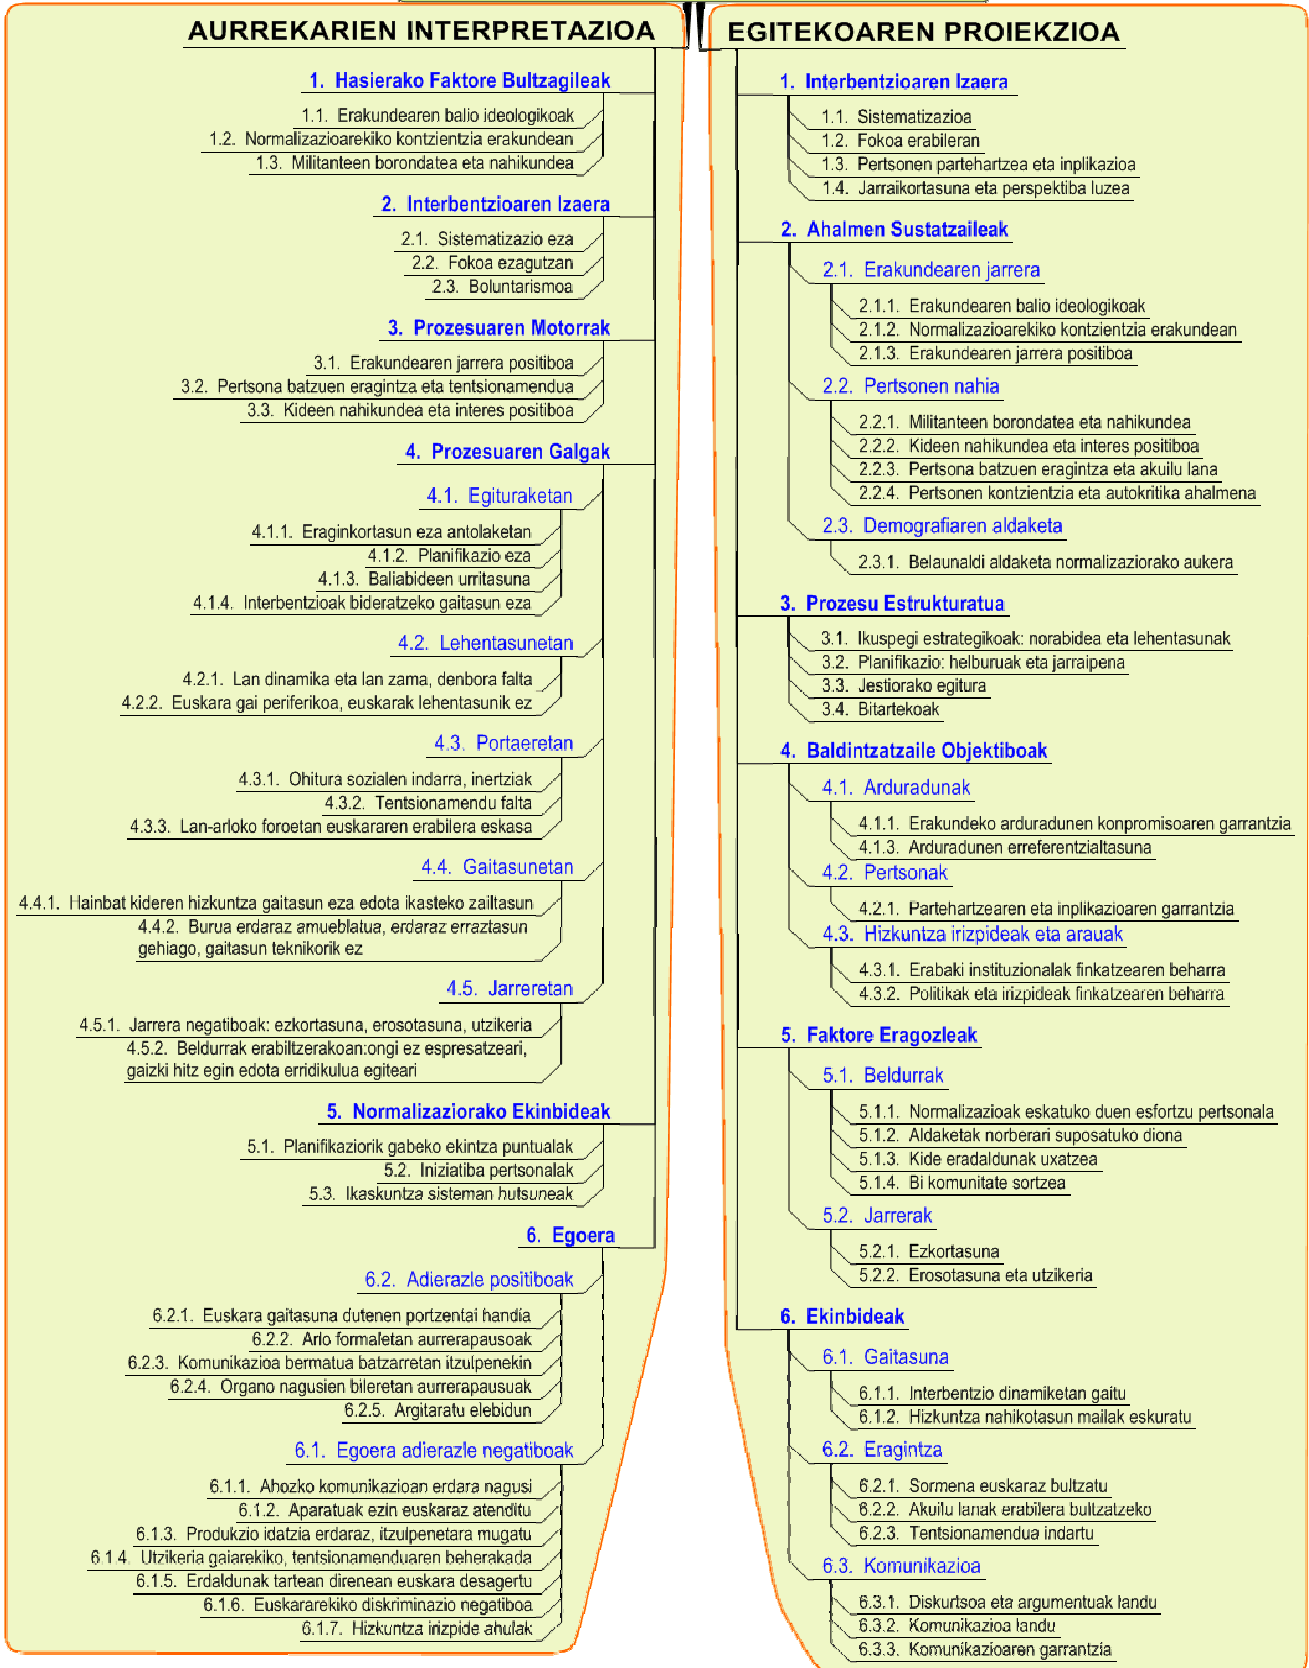 AURREKARIEN INTERPRETAZIOA
1. Hasierako Faktore Bultzagileak
1.1. Erakundearen balio ideologikoak
1.2. Normalizazioarekiko kontzientzia erakundean
1.3. Militanteen borondatea eta nahikundea
2. Interbentzioaren Izaera
2.1. Sistematizazio eza
2.2. Fokoa ezagutzan
2.3. Boluntarismoa
3. Prozesuaren Motorrak
3.1. Erakundearen jarrera positiboa
3.2. Pertsona batzuen eragintza eta tentsionamendua
3.3. Kideen nahikundea eta interes positiboa
4. Prozesuaren Galgak
4.1. Egituraketan
4.1.1. Eraginkortasun eza antolaketan
4.1.2. Planifikazio eza
4.1.3. Baliabideen urritasuna
4.1.4. Interbentzioak bideratzeko gaitasun eza
4.2. Lehentasunetan
4.2.1. Lan dinamika eta lan zama, denbora falta
4.2.2. Euskara gai periferikoa, euskarak lehentasunik ez
4.3. Portaeretan
4.3.1. Ohitura sozialen indarra, inertziak
4.3.2. Tentsionamendu falta
4.3.3. Lan-arloko foroetan euskararen erabilera eskasa
4.4. Gaitasunetan
4.4.1. Hainbat kideren hizkuntza gaitasun eza edota ikasteko zailtasun
4.4.2. Burua erdaraz amueblatua, erdaraz erraztasun
gehiago, gaitasun teknikorik ez
4.5. Jarreretan
4.5.1. Jarrera negatiboak: ezkortasuna, erosotasuna, utzikeria
4.5.2. Beldurrak erabiltzerakoan:ongi ez espresatzeari,
gaizki hitz egin edota erridikulua egiteari
5. Normalizaziorako Ekinbideak
5.1. Planifikaziorik gabeko ekintza puntualak
5.2. Iniziatiba pertsonalak
5.3. Ikaskuntza sisteman hutsuneak
6. Egoera
6.2. Adierazle positiboak
6.2.1. Euskara gaitasuna dutenen portzentai handia
6.2.2. Arlo formaletan aurrerapausoak
6.2.3. Komunikazioa bermatua batzarretan itzulpenekin
6.2.4. Organo nagusien bileretan aurrerapausuak
6.2.5. Argitaratu elebidun
6.1. Egoera adierazle negatiboak
6.1.1. Ahozko komunikazioan erdara nagusi
6.1.2. Aparatuak ezin euskaraz atenditu
6.1.3. Produkzio idatzia erdaraz, itzulpenetara mugatu
6.1.4. Utzikeria gaiarekiko, tentsionamenduaren beherakada
6.1.5. Erdaldunak tartean direnean euskara desagertu
6.1.6. Euskararekiko diskriminazio negatiboa
6.1.7. Hizkuntza irizpide ahulak
EGITEKOAREN PROIEKZIOA
1. Interbentzioaren Izaera
1.1. Sistematizazioa
1.2. Fokoa erabileran
1.3. Pertsonen partehartzea eta inplikazioa
1.4. Jarraikortasuna eta perspektiba luzea
2. Ahalmen Sustatzaileak
2.1. Erakundearen jarrera
2.1.1. Erakundearen balio ideologikoak
2.1.2. Normalizazioarekiko kontzientzia erakundean
2.1.3. Erakundearen jarrera positiboa
2.2. Pertsonen nahia
2.2.1. Militanteen borondatea eta nahikundea
2.2.2. Kideen nahikundea eta interes positiboa
2.2.3. Pertsona batzuen eragintza eta akuilu lana
2.2.4. Pertsonen kontzientzia eta autokritika ahalmena
2.3. Demografiaren aldaketa
2.3.1. Belaunaldi aldaketa normalizaziorako aukera
3. Prozesu Estrukturatua
3.1. Ikuspegi estrategikoak: norabidea eta lehentasunak
3.2. Planifikazio: helburuak eta jarraipena
3.3. Jestiorako egitura
3.4. Bitartekoak
4. Baldintzatzaile Objektiboak
4.1. Arduradunak
4.1.1. Erakundeko arduradunen konpromisoaren garrantzia
4.1.3. Arduradunen erreferentzialtasuna
4.2. Pertsonak
4.2.1. Partehartzearen eta inplikazioaren garrantzia
4.3. Hizkuntza irizpideak eta arauak
4.3.1. Erabaki instituzionalak finkatzearen beharra
4.3.2. Politikak eta irizpideak finkatzearen beharra
5. Faktore Eragozleak
5.1. Beldurrak
5.1.1. Normalizazioak eskatuko duen esfortzu pertsonala
5.1.2. Aldaketak norberari suposatuko diona
5.1.3. Kide eradaldunak uxatzea
5.1.4. Bi komunitate sortzea
5.2. Jarrerak
5.2.1. Ezkortasuna
5.2.2. Erosotasuna eta utzikeria
6. Ekinbideak
6.1. Gaitasuna
6.1.1. Interbentzio dinamiketan gaitu
6.1.2. Hizkuntza nahikotasun mailak eskuratu
6.2. Eragintza
6.2.1. Sormena euskaraz bultzatu
6.2.2. Akuilu lanak erabilera bultzatzeko
6.2.3. Tentsionamendua indartu
6.3. Komunikazioa
6.3.1. Diskurtsoa eta argumentuak landu
6.3.2. Komunikazioa landu
6.3.3. Komunikazioaren garrantzia